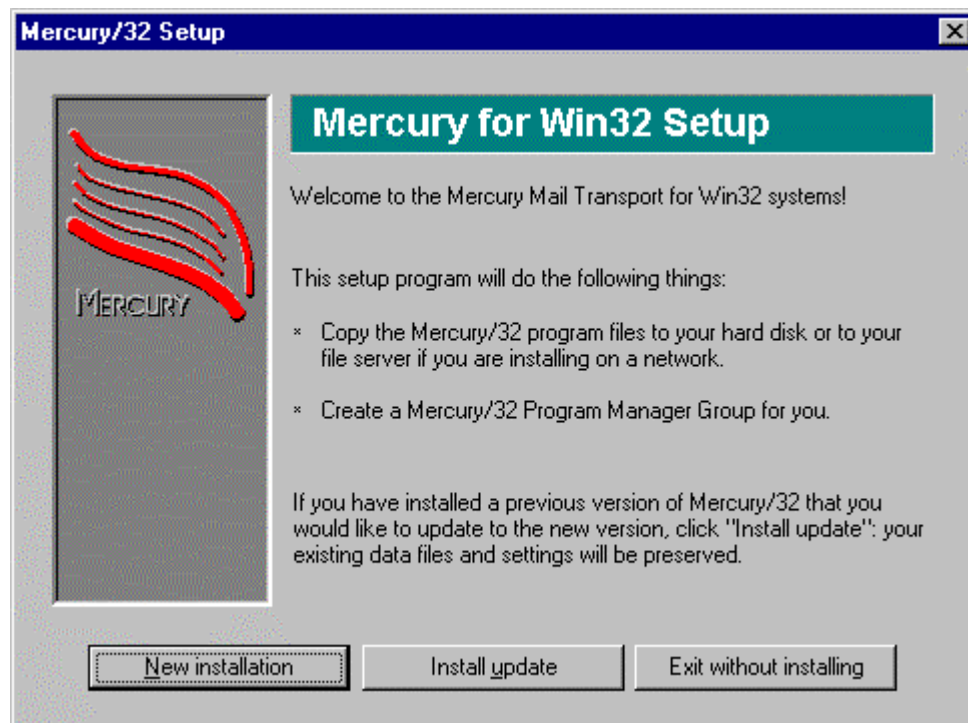 Mercury/32 Setup
Mercury for Win32 Setup
MERCURY
Welcome to the Mercury Mail Transport for Win32 systems!
This setup program will do the following things:
* Copy the Mercury/32 program files to your hard disk or to your
file server if you are installing on a network.
* Create a Mercury/32 Program Manager Group for you.
If you have installed a previous version of Mercury/32 that you
would like to update to the new version, click "Install update": your
existing data files and settings will be preserved.
New installation
Install update
Exit without installing